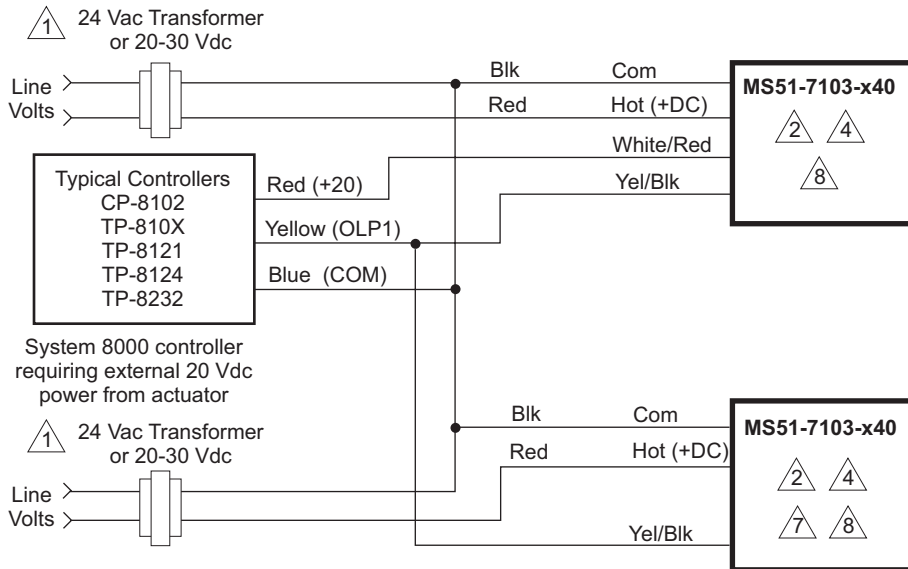 1
24 Vac Transformer
or 20-30 Vdc
Line
Volts
Blk
Com
Red
Hot (+DC)
White/Red
Yel/Blk
MS51-7103-x40
2
4
8
Typical Controllers
CP-8102
TP-810X
TP-8121
TP-8124
TP-8232
Red (+20)
Yellow (OLP1)
Blue (COM)
System 8000 controller
requiring external 20 Vdc
power from actuator
1
24 Vac Transformer
or 20-30 Vdc
Line
Volts
Blk
Com
Red
Hot (+DC)
Yel/Blk
MS51-7103-x40
2
4
7
8